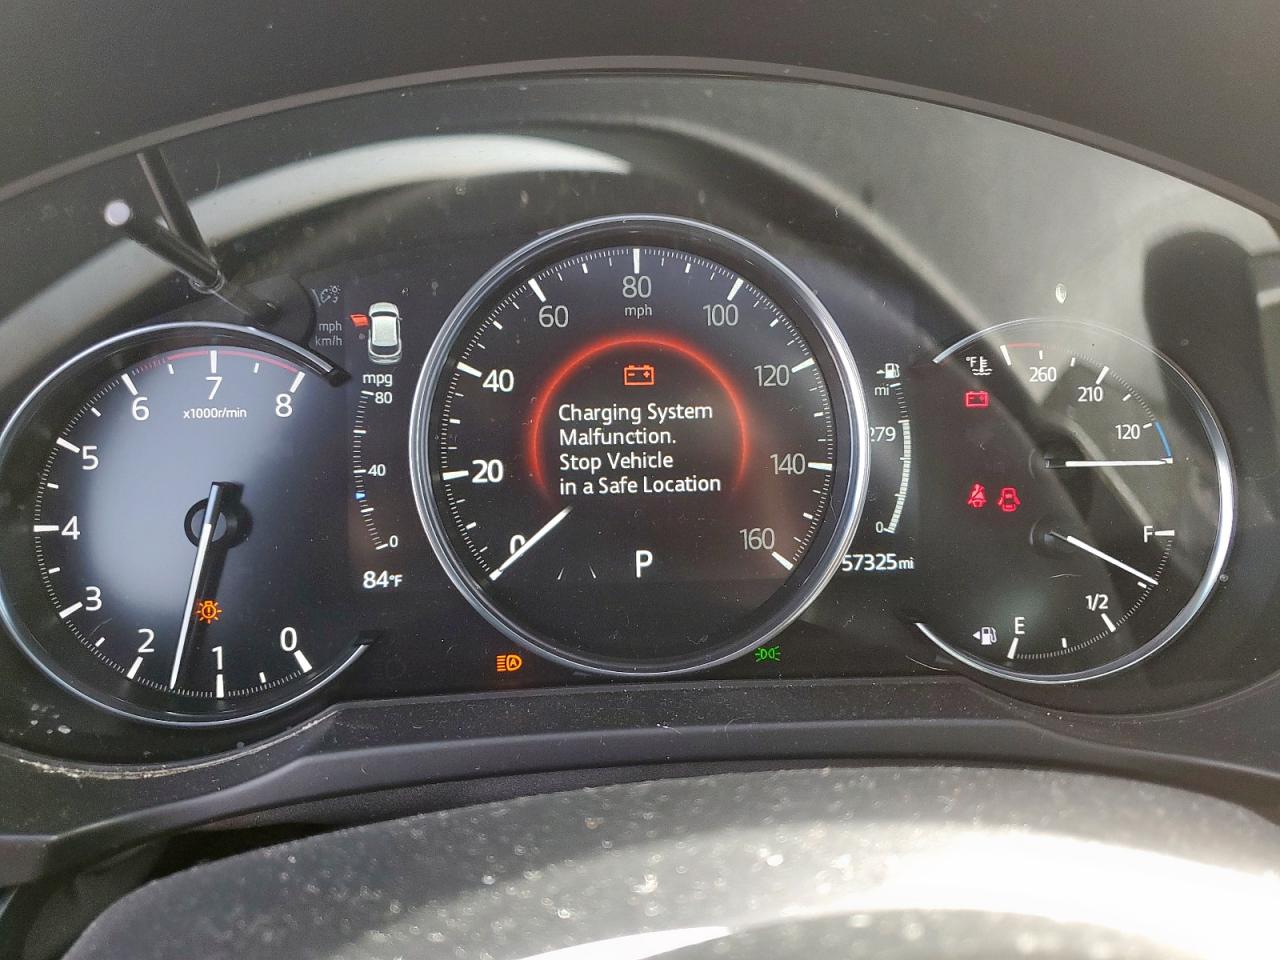 mph
km/h
mpg
80
40
0
84°F
8
7
6
5
4
3
2
1
0
x1000r/min
0
20
40
60
80
mph
100
120
140
160
Charging System
Malfunction.
Stop Vehicle
in a Safe Location
P
A
mi
279
0
57325mi
°F
260
210
120
F
1/2
E